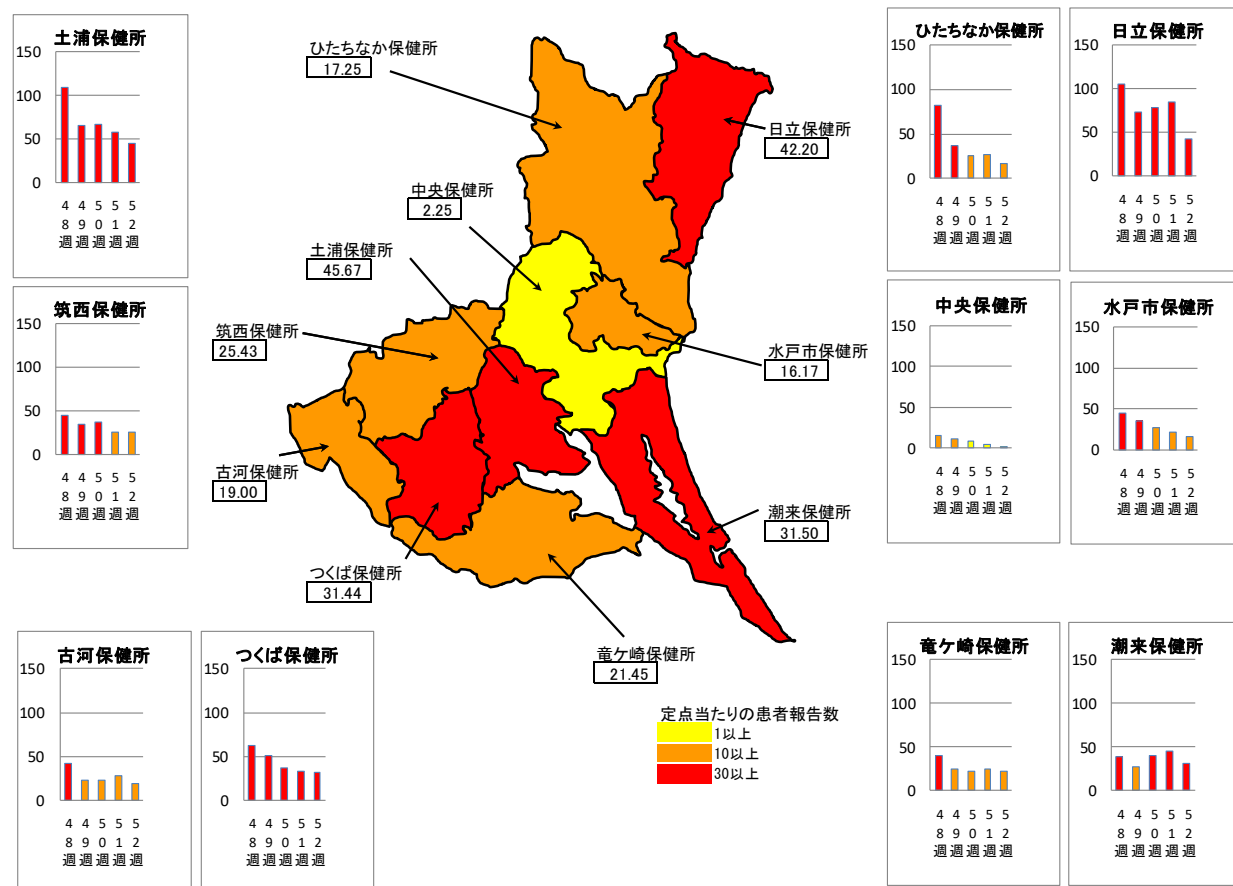 土浦保健所
150
100
50
0
48週
49週
50週
51週
52週
筑西保健所
150
100
50
0
48週
49週
50週
51週
52週
古河保健所
150
100
50
0
48週
49週
50週
51週
52週
つくば保健所
150
100
50
0
48週
49週
50週
51週
52週
ひたちなか保健所
17.25
日立保健所
42.20
中央保健所
2.25
土浦保健所
45.67
筑西保健所
25.43
水戸市保健所
16.17
古河保健所
19.00
潮来保健所
31.50
つくば保健所
31.44
竜ケ崎保健所
21.45
定点当たりの患者報告数
1以上
10以上
30以上
ひたちなか保健所
150
100
50
0
48週
49週
50週
51週
52週
日立保健所
150
100
50
0
48週
49週
50週
51週
52週
中央保健所
150
100
50
0
48週
49週
50週
51週
52週
水戸市保健所
150
100
50
0
48週
49週
50週
51週
52週
竜ケ崎保健所
150
100
50
0
48週
49週
50週
51週
52週
潮来保健所
150
100
50
0
48週
49週
50週
51週
52週